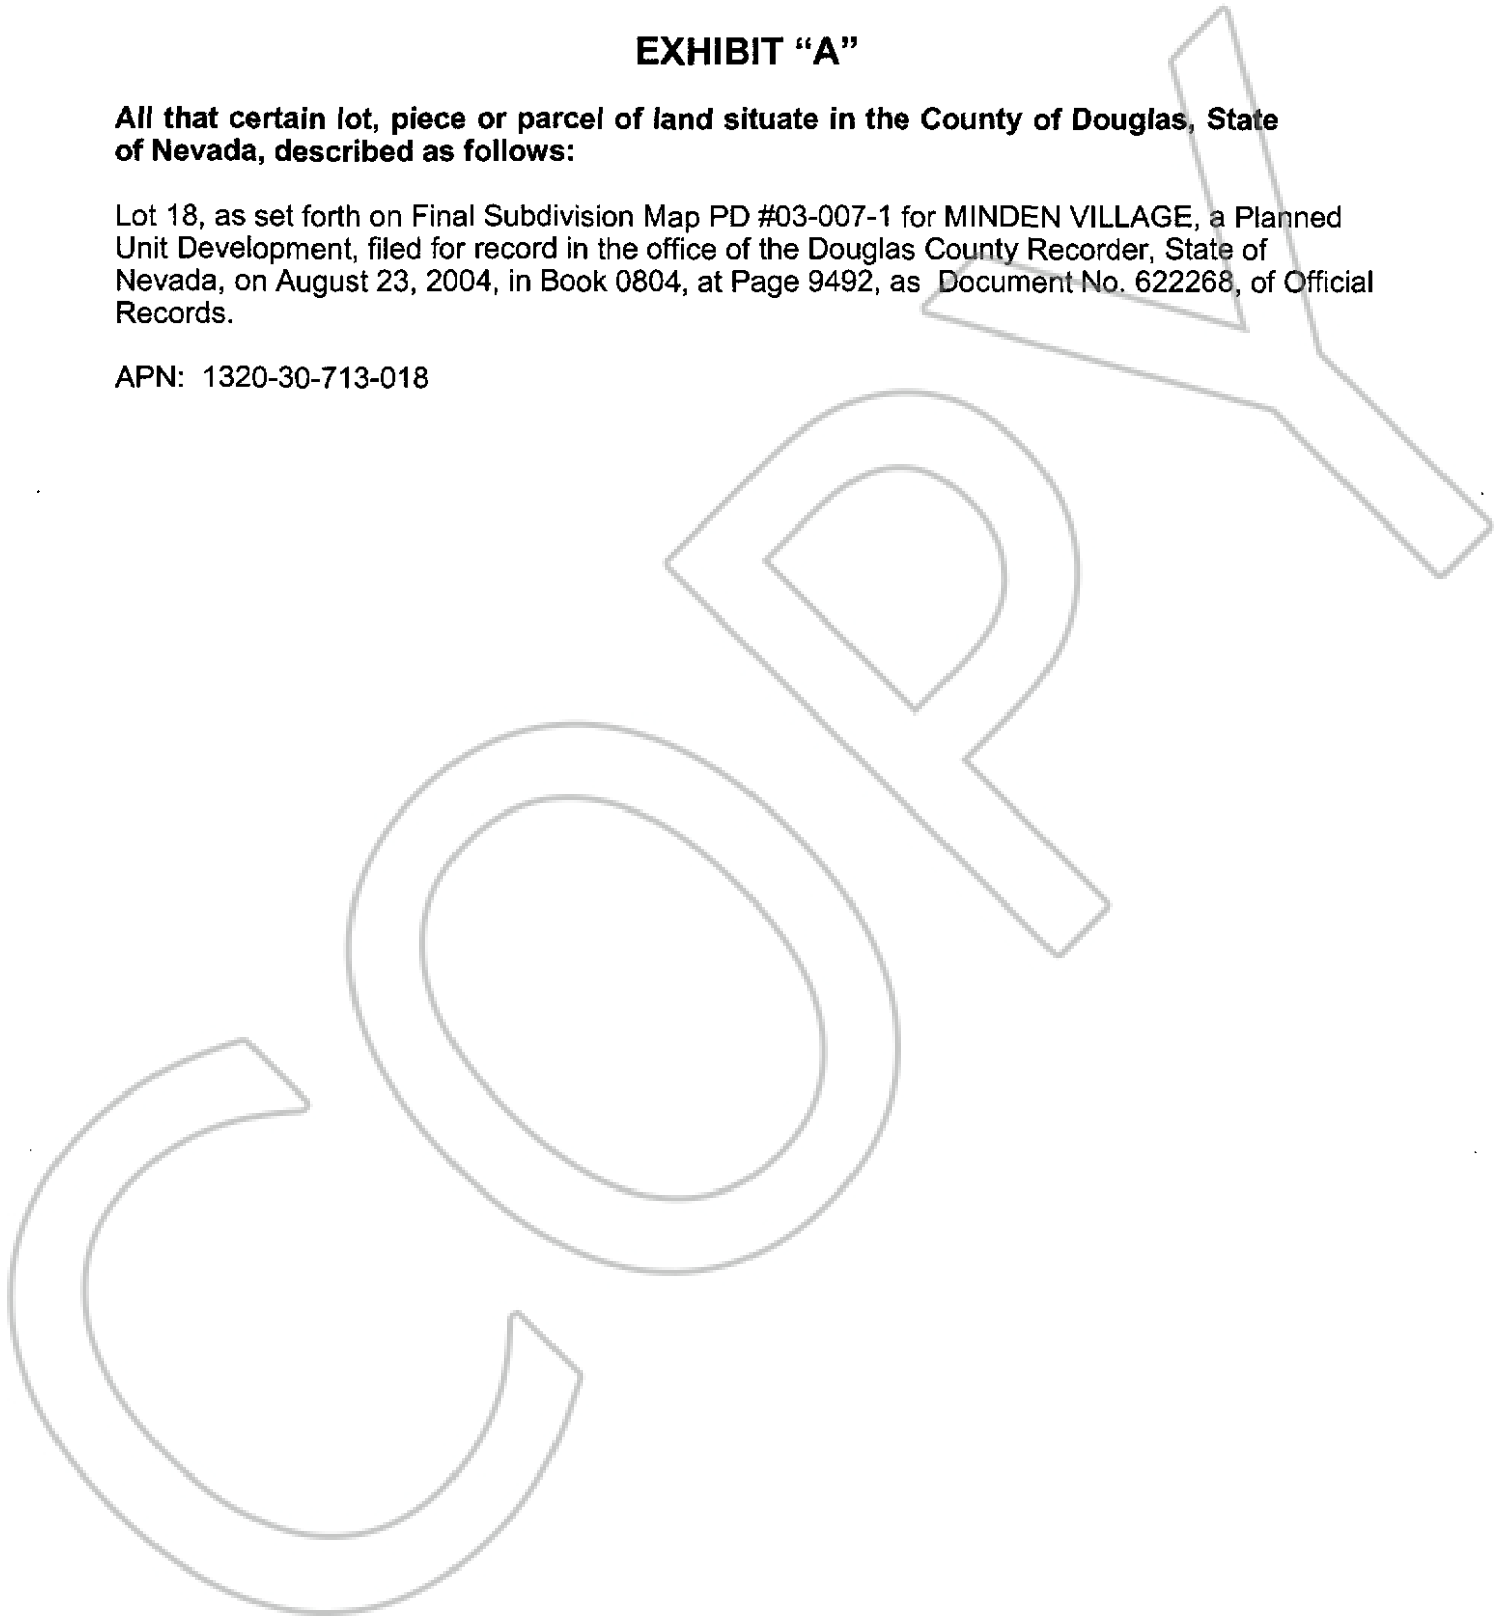 EXHIBIT “A”
All that certain lot, piece or parcel of land situate in the County of Douglas, State
of Nevada, described as follows:
Lot 18, as set forth on Final Subdivision Map PD #03-007-1 for MINDEN VILLAGE, a Planned
Unit Development, filed for record in the office of the Douglas County Recorder, State of
Nevada, on August 23, 2004, in Book 0804, at Page 9492, as Document No. 622268, of Official
Records.
APN: 1320-30-713-018
COPY